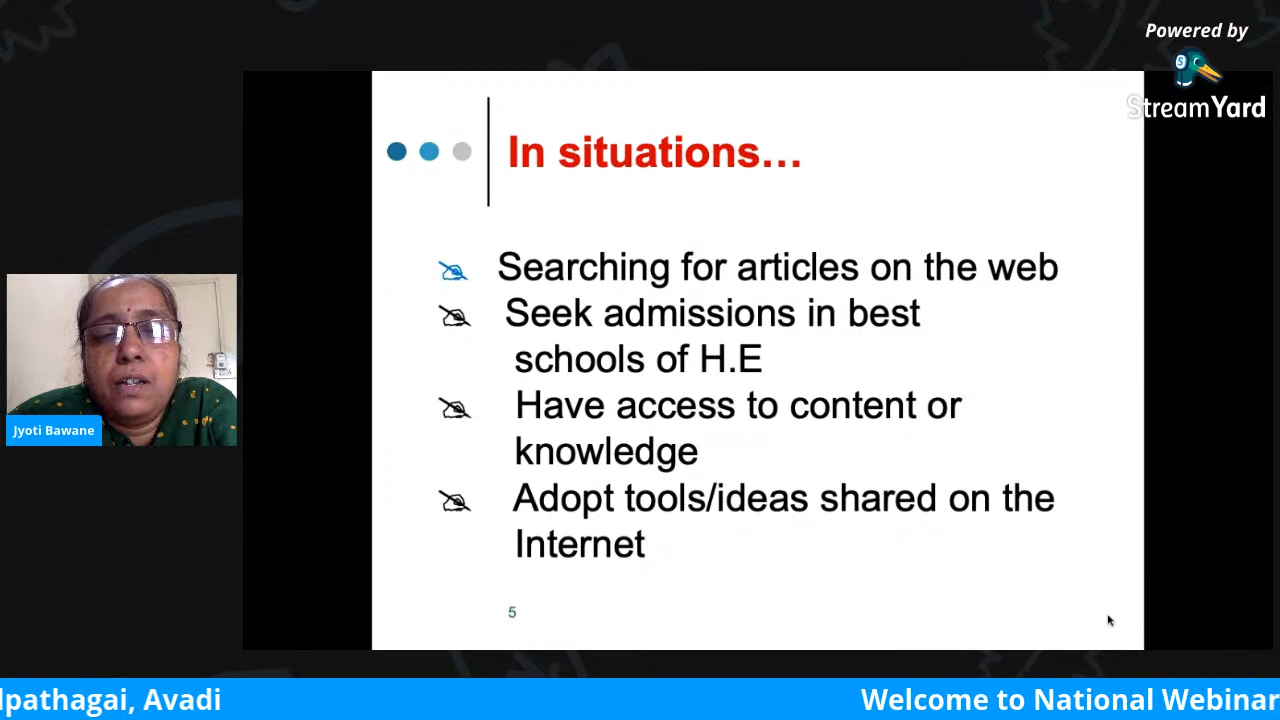 Powered by
StreamYard
In situations...
Searching for articles on the web
Seek admissions in best
schools of H.E
Have access to content or
knowledge
Adopt tools/ideas shared on the
Internet
5
Jyoti Bawane
lpathagai, Avadi
Welcome to National Webinar